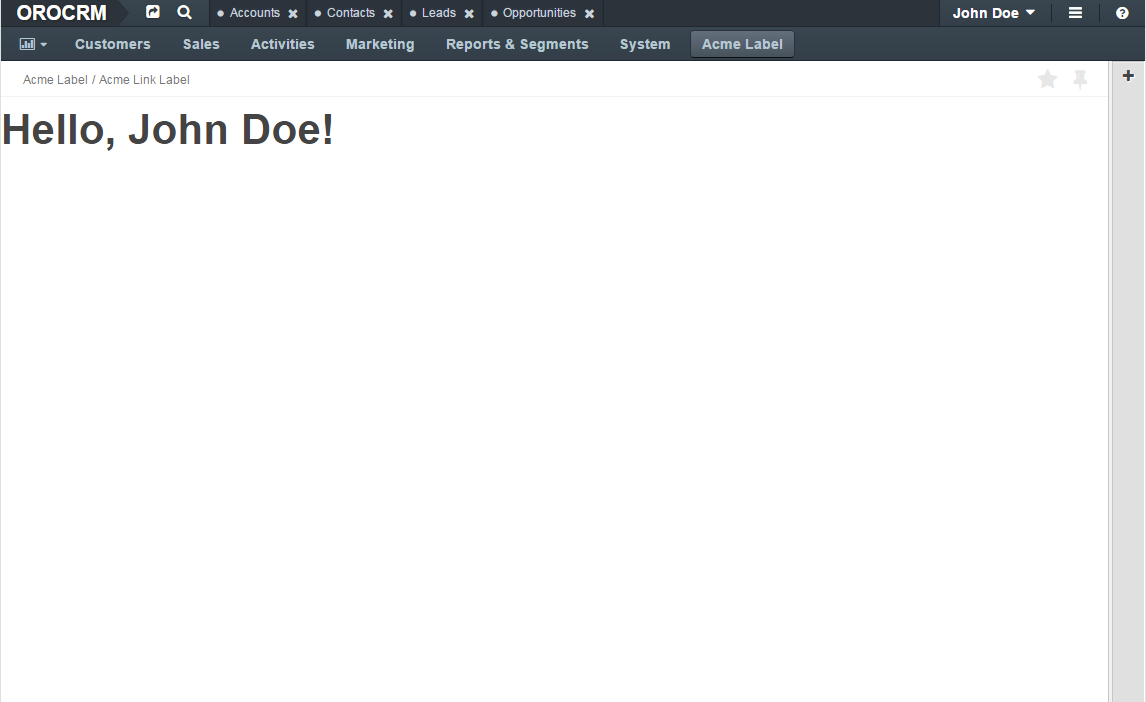 OROCRM Accounts Contacts Leads Opportunities John Doe
Customers Sales Activities Marketing Reports & Segments System Acme Label
Acme Label / Acme Link Label
Hello, John Doe!